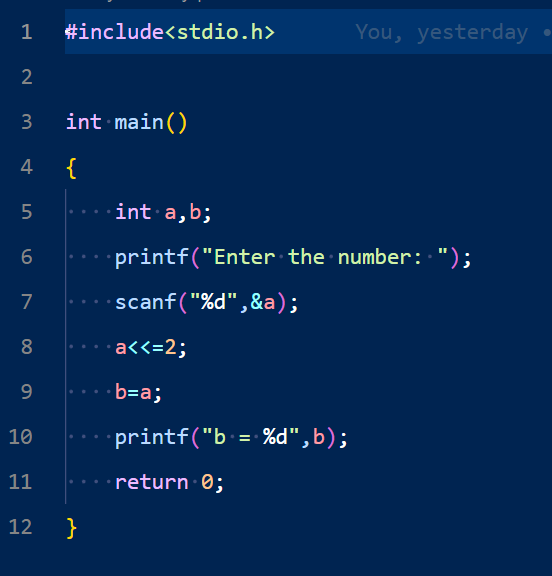 1 #include<stdio.h> You, yesterday •
2
3 int main()
4 {
5 int a,b;
6 printf("Enter the number: ");
7 scanf("%d",&a);
8 a<<=2;
9 b=a;
10 printf("b = %d",b);
11 return 0;
12 }